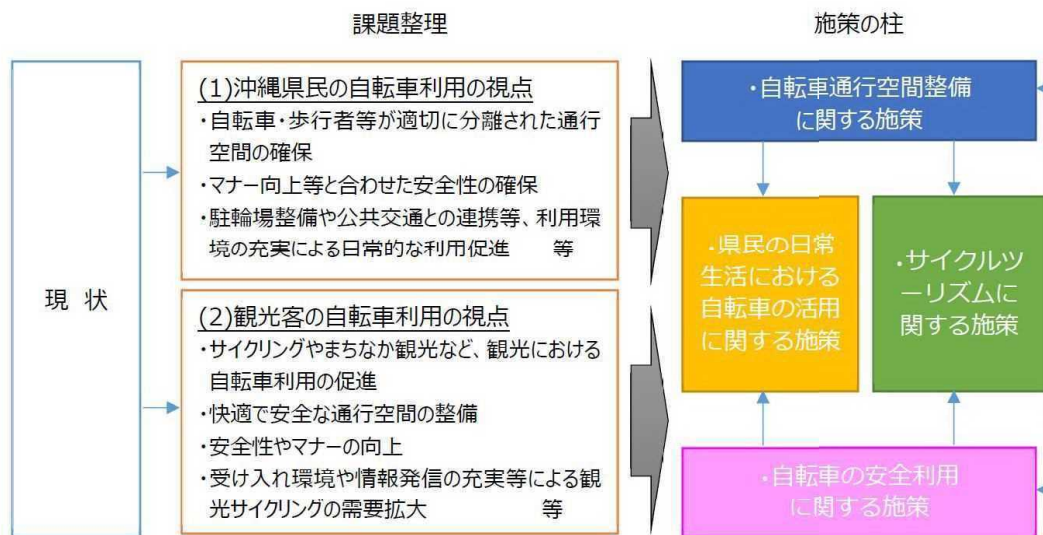 課題整理
施策の柱
現 状
(1)沖縄県民の自転車利用の視点
・自転車・歩行者等が適切に分離された通行
空間の確保
・マナー向上等と合わせた安全性の確保
・駐輪場整備や公共交通との連携等、利用環
境の充実による日常的な利用促進　　等
(2)観光客の自転車利用の視点
・サイクリングやまちなか観光など、観光における
自転車利用の促進
・快適で安全な通行空間の整備
・安全性やマナーの向上
・受け入れ環境や情報発信の充実等による観
光サイクリングの需要拡大　　　　　等
・自転車通行空間整備
に関する施策
・県民の日常
生活における
自転車の活用
に関する施策
・サイクルツ
ーリズムに
関する施策
・自転車の安全利用
に関する施策